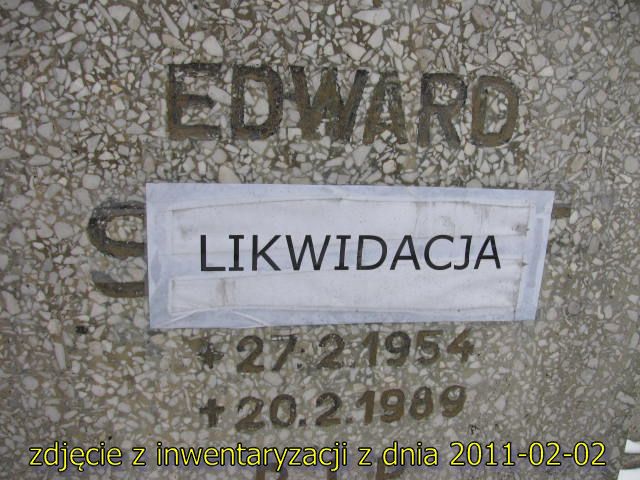 EDWARD
LIKWIDACJA
+ 27.2.1954
+ 20.2.1989
zdjęcie z inwentaryzacji z dnia 2011-02-02